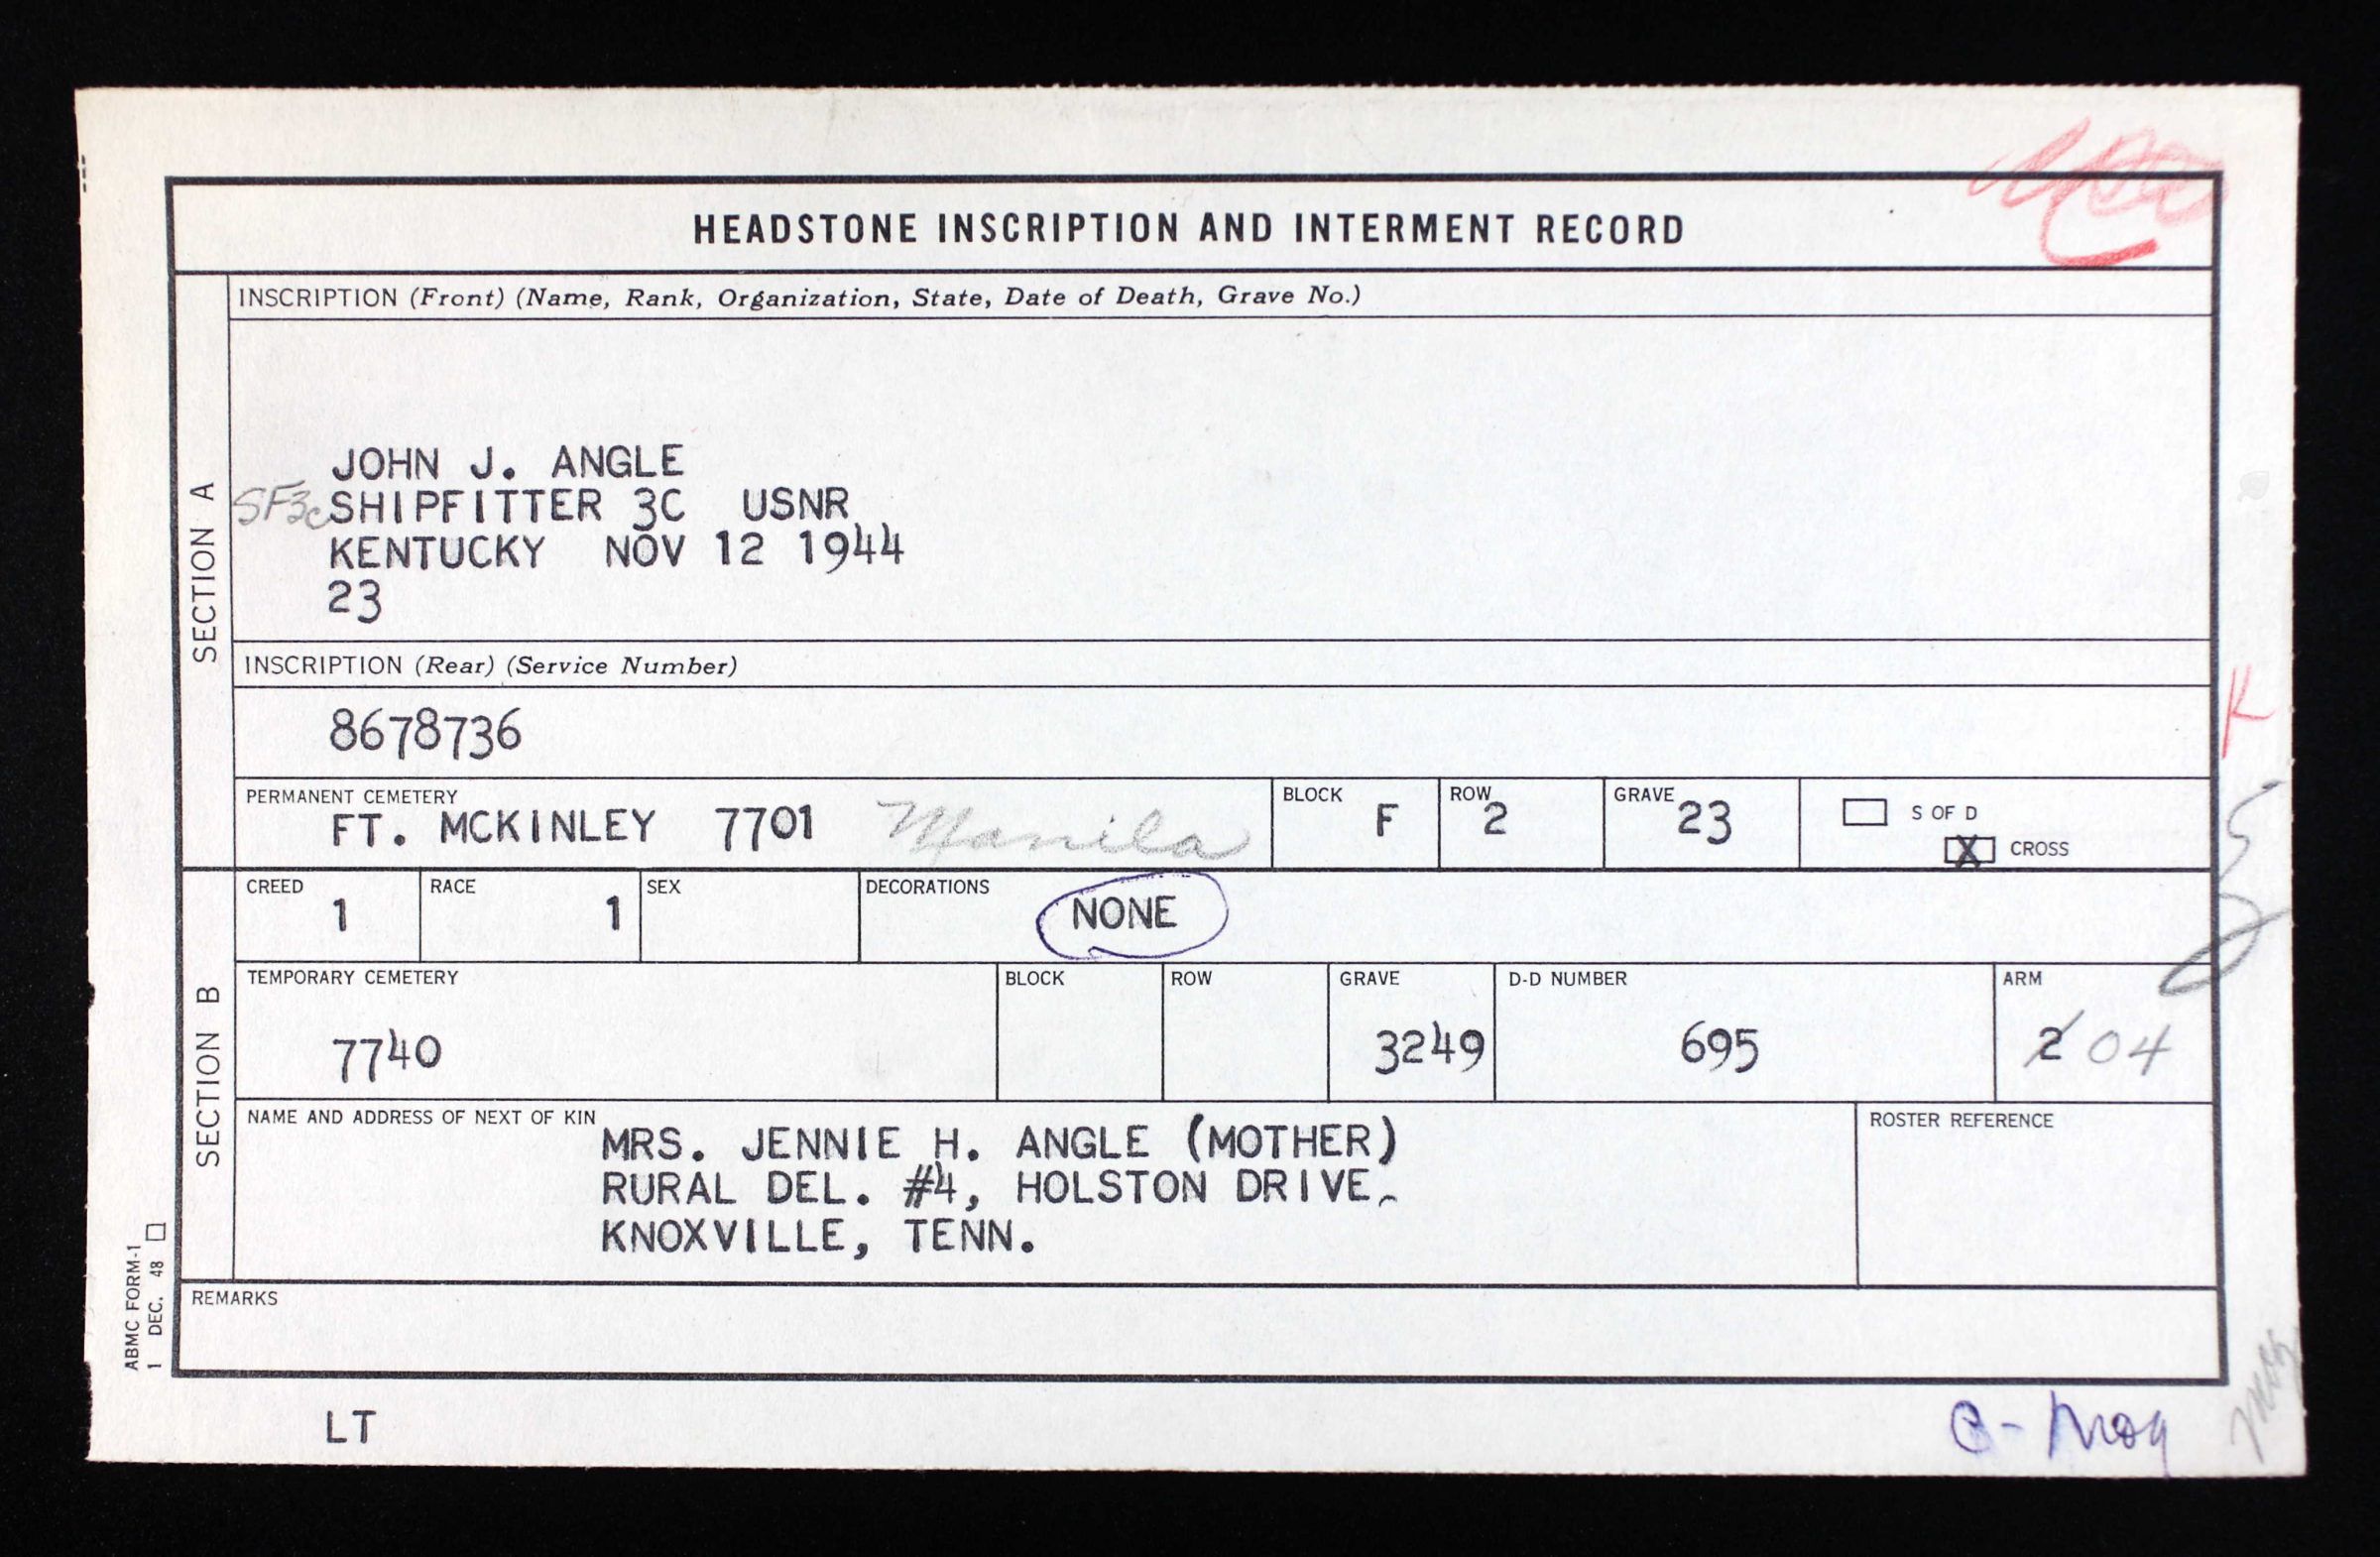 HEADSTONE INSCRIPTION AND INTERMENT RECORD
SECTION A
INSCRIPTION (Front) (Name, Rank, Organization, State, Date of Death, Grave No.)
JOHN J. ANGLE
SF3c SHIPFITTER 3C USNR
KENTUCKY NOV 12 1944
23
INSCRIPTION (Rear) (Service Number)
8678736
K
PERMANENT CEMETERY BLOCK ROW GRAVE
FT. MCKINLEY 7701 Manila F 2 23
S OF D
X CROSS
SECTION B
CREED RACE SEX DECORATIONS
1 1 NONE
TEMPORARY CEMETERY BLOCK ROW GRAVE D-D NUMBER ARM
7740 3249 695 2 04
NAME AND ADDRESS OF NEXT OF KIN ROSTER REFERENCE
MRS. JENNIE H. ANGLE (MOTHER)
RURAL DEL. #4, HOLSTON DRIVE
KNOXVILLE, TENN.
REMARKS
ABMC FORM-1
1 DEC. 48
LT